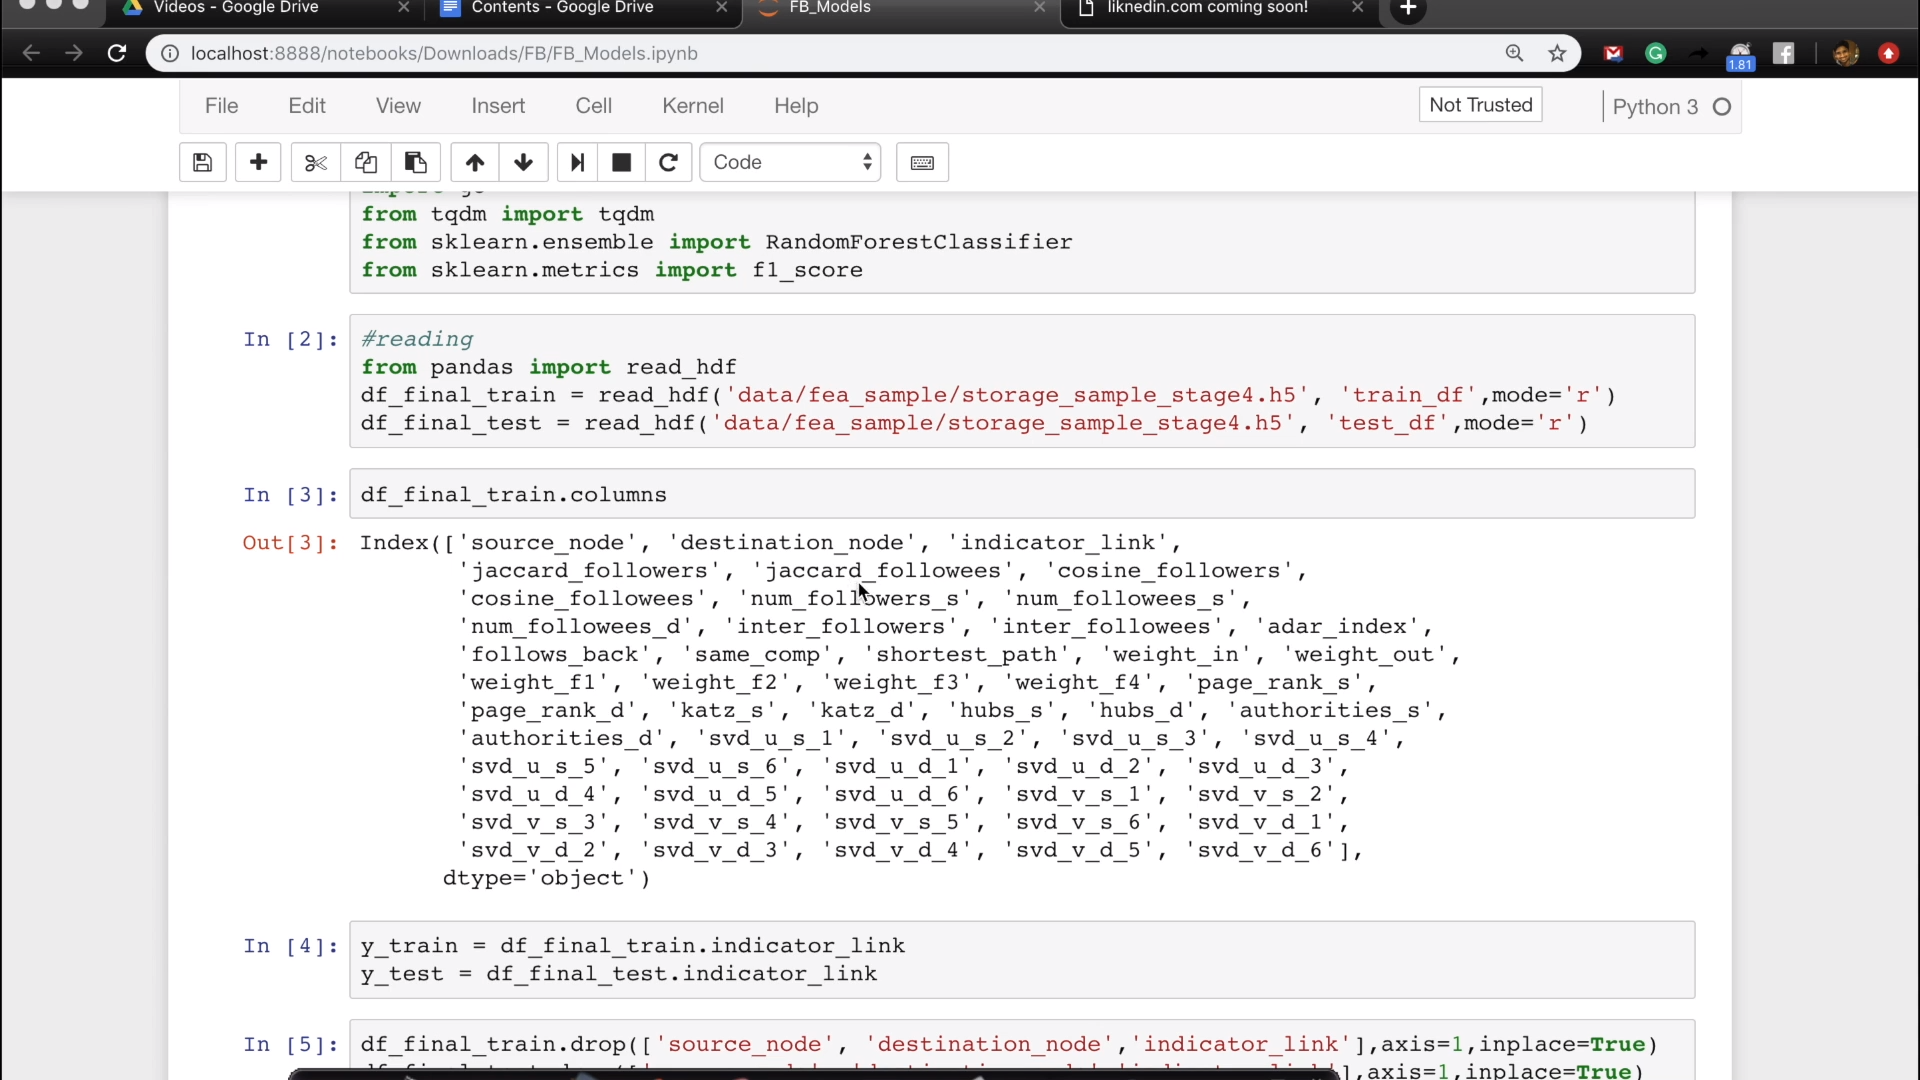 Videos - Google Drive
Contents - Google Drive
FB_Models
liknedin.com coming soon!
localhost:8888/notebooks/Downloads/FB/FB_Models.ipynb
1.81
File Edit View Insert Cell Kernel Help
Not Trusted
Python 3
Code
from tqdm import tqdm
from sklearn.ensemble import RandomForestClassifier
from sklearn.metrics import f1_score
In [2]: #reading
from pandas import read_hdf
df_final_train = read_hdf('data/fea_sample/storage_sample_stage4.h5', 'train_df',mode='r')
df_final_test = read_hdf('data/fea_sample/storage_sample_stage4.h5', 'test_df',mode='r')
In [3]: df_final_train.columns
Out[3]: Index(['source_node', 'destination_node', 'indicator_link',
'jaccard_followers', 'jaccard_followees', 'cosine_followers',
'cosine_followees', 'num_followers_s', 'num_followees_s',
'num_followees_d', 'inter_followers', 'inter_followees', 'adar_index',
'follows_back', 'same_comp', 'shortest_path', 'weight_in', 'weight_out',
'weight_f1', 'weight_f2', 'weight_f3', 'weight_f4', 'page_rank_s',
'page_rank_d', 'katz_s', 'katz_d', 'hubs_s', 'hubs_d', 'authorities_s',
'authorities_d', 'svd_u_s_1', 'svd_u_s_2', 'svd_u_s_3', 'svd_u_s_4',
'svd_u_s_5', 'svd_u_s_6', 'svd_u_d_1', 'svd_u_d_2', 'svd_u_d_3',
'svd_u_d_4', 'svd_u_d_5', 'svd_u_d_6', 'svd_v_s_1', 'svd_v_s_2',
'svd_v_s_3', 'svd_v_s_4', 'svd_v_s_5', 'svd_v_s_6', 'svd_v_d_1',
'svd_v_d_2', 'svd_v_d_3', 'svd_v_d_4', 'svd_v_d_5', 'svd_v_d_6'],
dtype='object')
In [4]: y_train = df_final_train.indicator_link
y_test = df_final_test.indicator_link
In [5]: df_final_train.drop(['source_node', 'destination_node','indicator_link'],axis=1,inplace=True)
],axis=1,inplace=True)